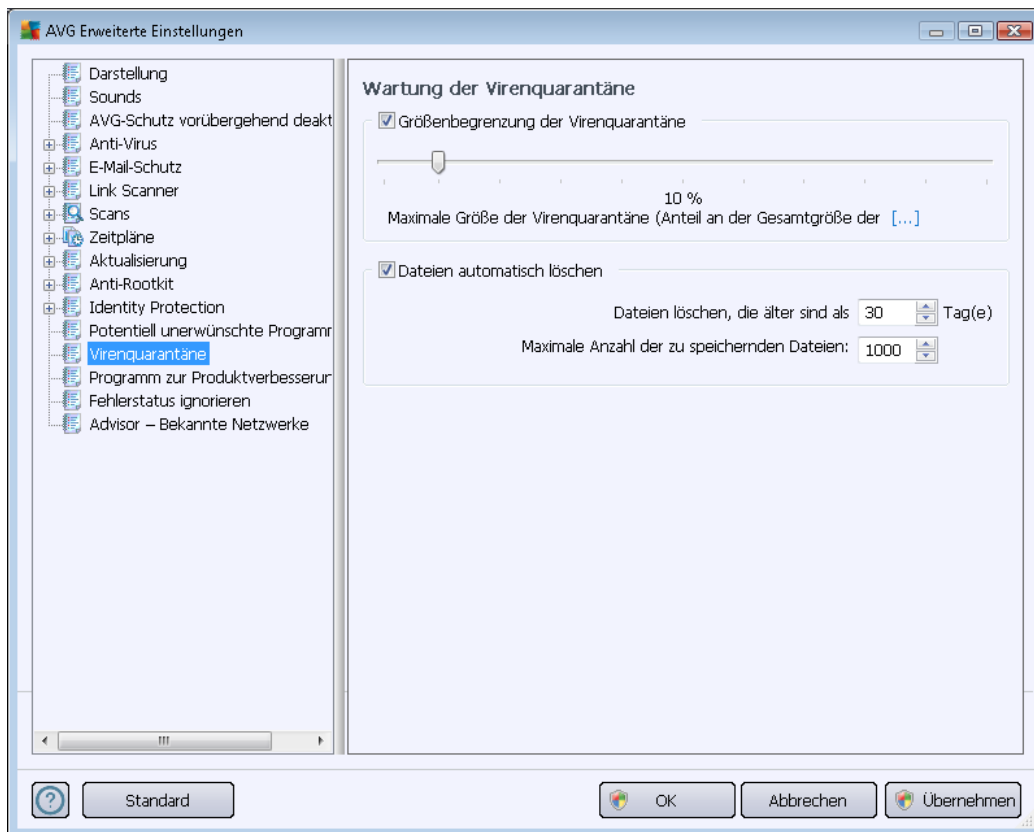 AVG Erweiterte Einstellungen
Darstellung
Sounds
AVG-Schutz vorübergehend deakt
Anti-Virus
E-Mail-Schutz
Link Scanner
Scans
Zeitpläne
Aktualisierung
Anti-Rootkit
Identity Protection
Potentiell unerwünschte Programm
Virenquarantäne
Programm zur Produktverbesserun
Fehlerstatus ignorieren
Advisor – Bekannte Netzwerke
Wartung der Virenquarantäne
Größenbegrenzung der Virenquarantäne
10 %
Maximale Größe der Virenquarantäne (Anteil an der Gesamtgröße der [...]
Dateien automatisch löschen
Dateien löschen, die älter sind als 30 Tag(e)
Maximale Anzahl der zu speichernden Dateien: 1000
Standard
OK
Abbrechen
Übernehmen